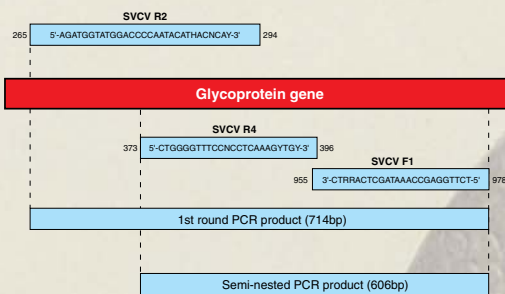 SVCV R2
265 5'-AGATGGTATGGACCCCAATACATHACNCAY-3' 294
Glycoprotein gene
SVCV R4
373 5'-CTGGGGTTTCCNCCTCAAAGYTGY-3' 396
SVCV F1
955 3'-CTRRACTCGATAAACCGAGGTTCT-5' 978
1st round PCR product (714bp)
Semi-nested PCR product (606bp)